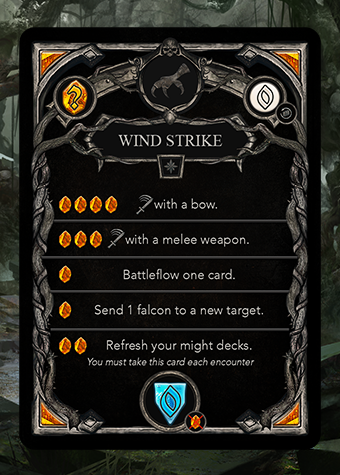 WIND STRIKE
with a bow.
with a melee weapon.
Battleflow one card.
Send 1 falcon to a new target.
Refresh your might decks.
You must take this card each encounter